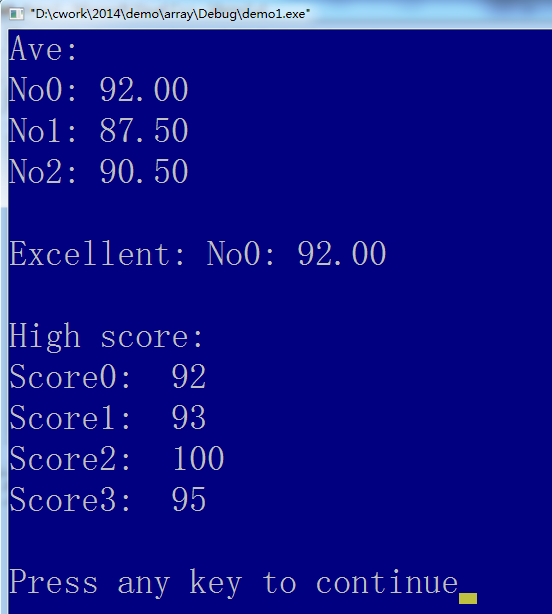 "D:\cwork\2014\demo\array\Debug\demo1.exe"
Ave:
No0: 92.00
No1: 87.50
No2: 90.50
Excellent: No0: 92.00
High score:
Score0:  92
Score1:  93
Score2:  100
Score3:  95
Press any key to continue